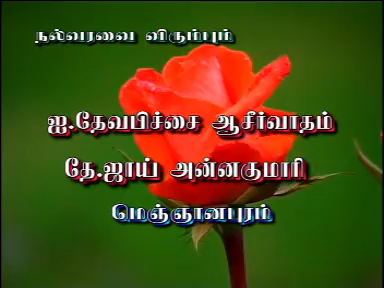 நல்வரவை விரும்பும்
ஐ.தேவபிச்சை ஆசீர்வாதம்
தே.ஜாய் அன்னகுமாரி
மெஞ்ஞானபுரம்